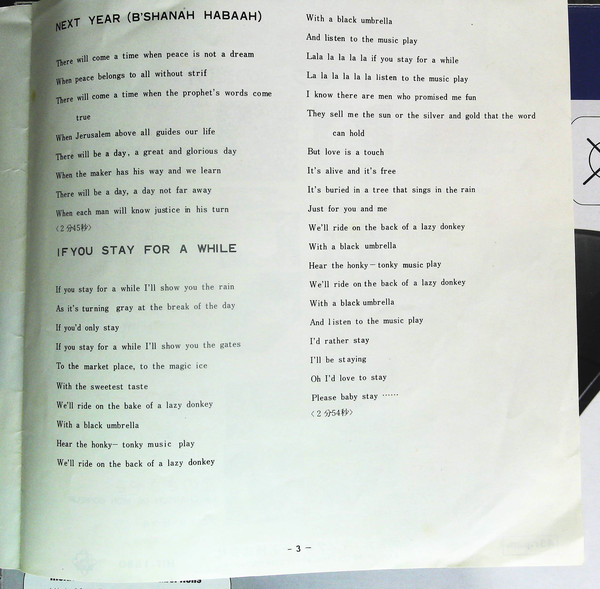 NEXT YEAR (B'SHANAH HABAAH)
There will come a time when peace is not a dream
When peace belongs to all without strif
There will come a time when the prophet's words come
true
When Jerusalem above all guides our life
There will be a day, a great and glorious day
When the maker has his way and we learn
There will be a day, a day not far away
When each man will know justice in his turn
〈2分45秒〉
IF YOU STAY FOR A WHILE
If you stay for a while I'll show you the rain
As it's turning gray at the break of the day
If you'd only stay
If you stay for a while I'll show you the gates
To the market place, to the magic ice
With the sweetest taste
We'll ride on the bake of a lazy donkey
With a black umbrella
Hear the honky-tonky music play
We'll ride on the back of a lazy donkey
With a black umbrella
And listen to the music play
Lala la la la la if you stay for a while
La la la la la la listen to the music play
I know there are men who promised me fun
They sell me the sun or the silver and gold that the word
can hold
But love is a touch
It's alive and it's free
It's buried in a tree that sings in the rain
Just for you and me
We'll ride on the back of a lazy donkey
With a black umbrella
Hear the honky-tonky music play
We'll ride on the back of a lazy donkey
With a black umbrella
And listen to the music play
I'd rather stay
I'll be staying
Oh I'd love to stay
Please baby stay ……
〈2分54秒〉
- 3 -